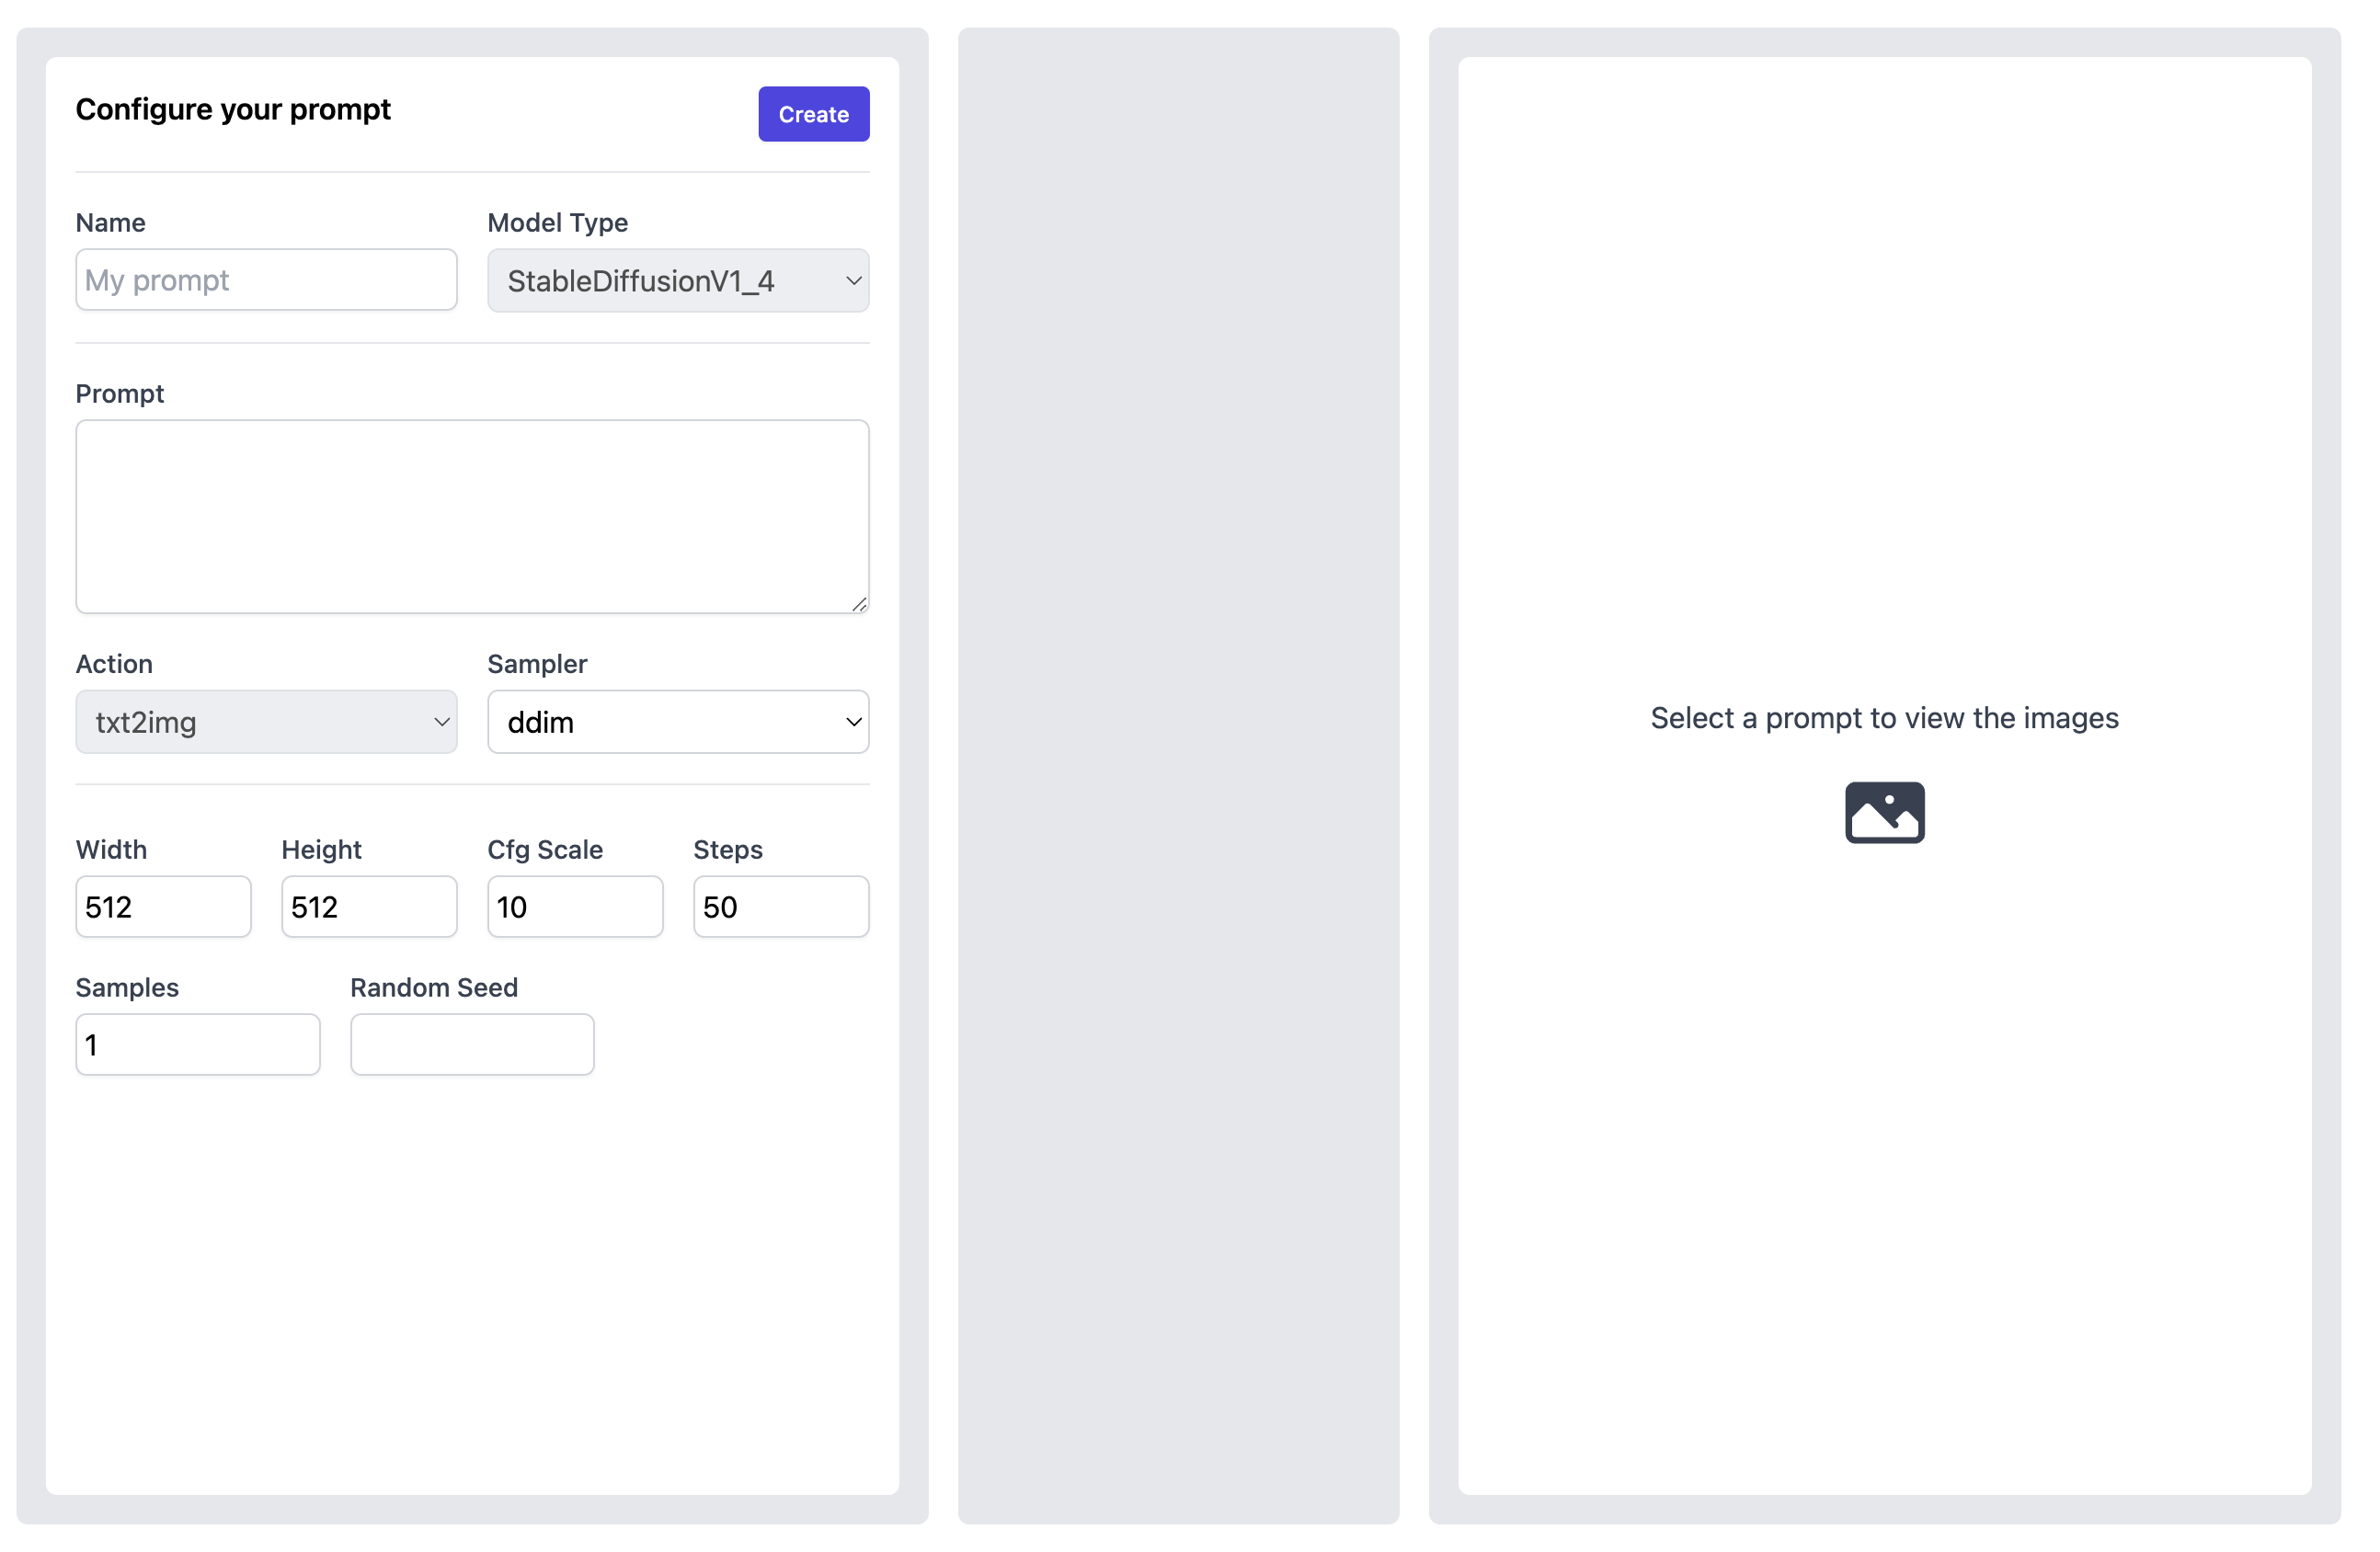 Configure your prompt
Create
Name
Model Type
My prompt
StableDiffusionV1_4
Prompt
Action
Sampler
txt2img
ddim
Width
Height
Cfg Scale
Steps
512
512
10
50
Samples
Random Seed
1
Select a prompt to view the images